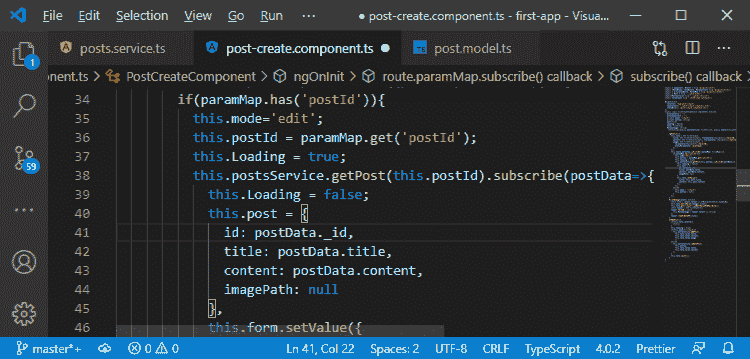 File Edit Selection View Go Run ··· • post-create.component.ts - first-app - Visua...
posts.service.ts post-create.component.ts ● TS post.model.ts ···
onent.ts > PostCreateComponent > ngOnInit > route.paramMap.subscribe() callback > subscribe() callback
34 if(paramMap.has('postId')){
35 this.mode='edit';
36 this.postId = paramMap.get('postId');
37 this.Loading = true;
38 this.postsService.getPost(this.postId).subscribe(postData=>{
39 this.Loading = false;
40 this.post = {
41 id: postData._id,
42 title: postData.title,
43 content: postData.content,
44 imagePath: null
45 },
46 this.form.setValue({
1
59
master*+ 0 0 Ln 41, Col 22 Spaces: 2 UTF-8 CRLF TypeScript 4.0.2 Prettier